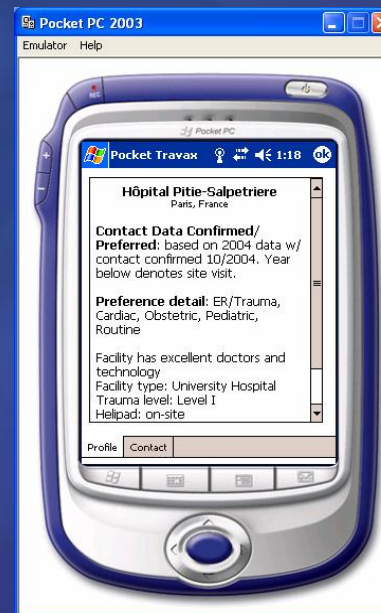 Pocket PC 2003
Emulator Help
REC
Pocket PC
Pocket Travax 1:18 ok
Hôpital Pitie-Salpetriere
Paris, France
Contact Data Confirmed/
Preferred: based on 2004 data w/
contact confirmed 10/2004. Year
below denotes site visit.
Preference detail: ER/Trauma,
Cardiac, Obstetric, Pediatric,
Routine
Facility has excellent doctors and
technology
Facility type: University Hospital
Trauma level: Level I
Helipad: on-site
Profile Contact